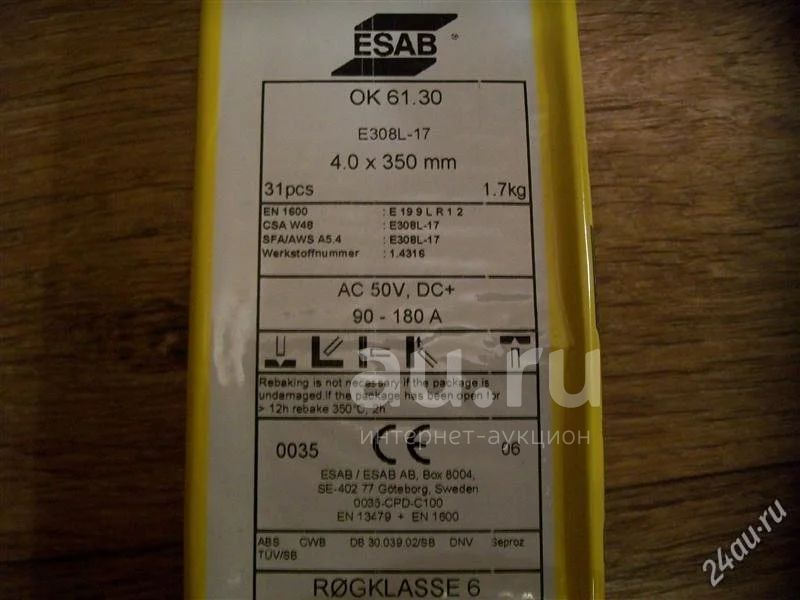 ESAB ®
OK 61.30
E308L-17
4.0 x 350 mm
31pcs 1.7kg
EN 1600 : E 19 9 L R 1 2
CSA W48 : E308L-17
SFA/AWS A5.4 : E308L-17
Werkstoffnummer : 1.4316
AC 50V, DC+
90 - 180 A
Rebaking is not necessary if the package is
undamaged.If the package has been open for
> 12h rebake 350°C, 2h
au.ru
интернет-аукцион
0035 CE 06
ESAB / ESAB AB, Box 8004,
SE-402 77 Göteborg, Sweden
0035-CPD-C100
EN 13479 + EN 1600
ABS CWB DB 30.039.02/SB DNV Seproz
TÜV/SB
RØGKLASSE 6
24au.ru